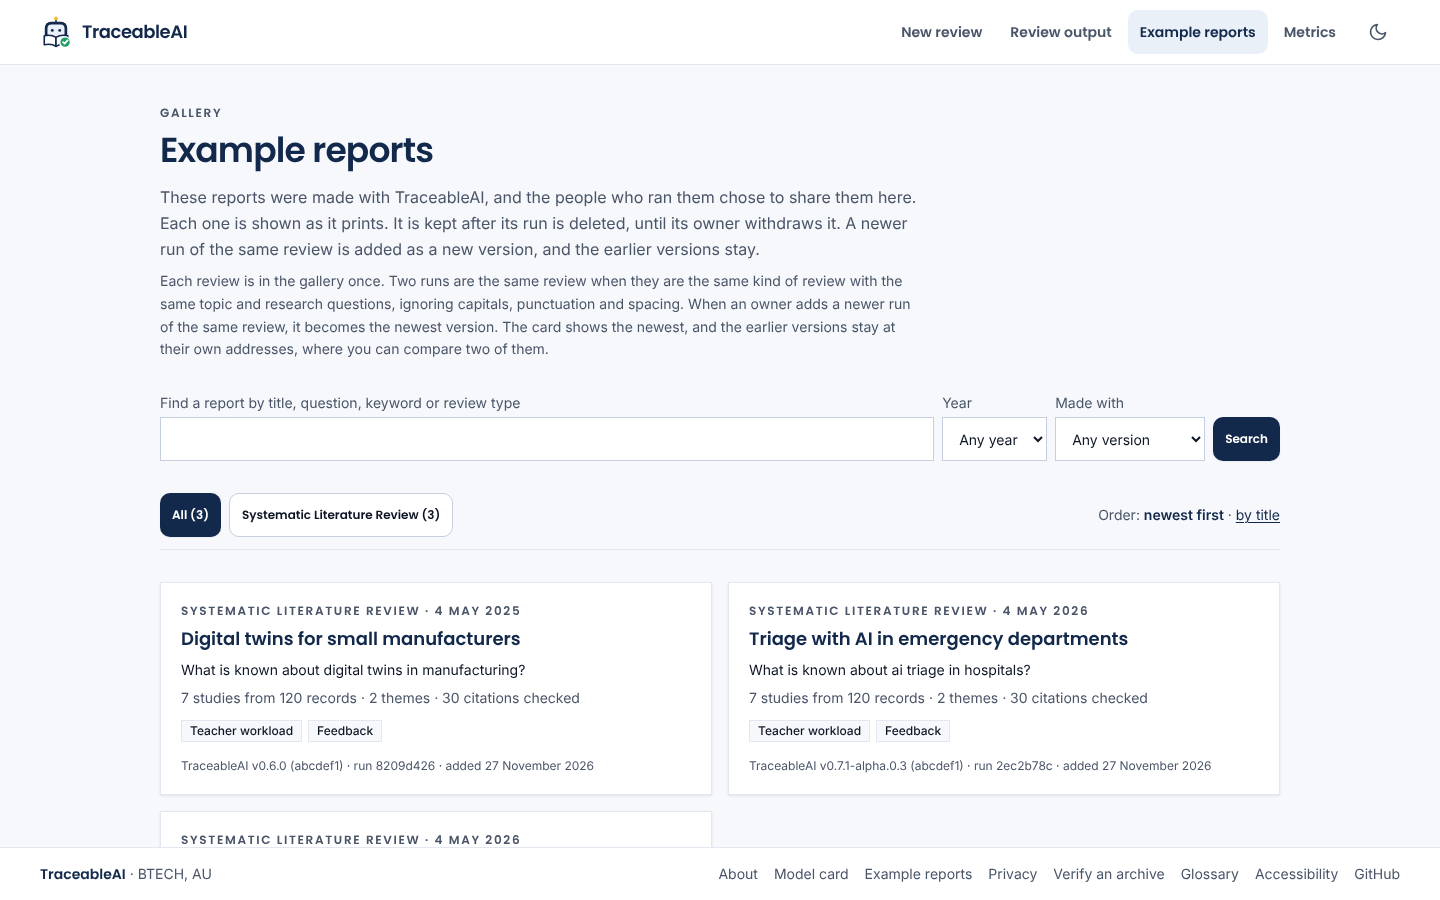 TraceableAI
New review
Review output
Example reports
Metrics
GALLERY
Example reports
These reports were made with TraceableAI, and the people who ran them chose to share them here.
Each one is shown as it prints. It is kept after its run is deleted, until its owner withdraws it. A newer
run of the same review is added as a new version, and the earlier versions stay.
Each review is in the gallery once. Two runs are the same review when they are the same kind of review with the
same topic and research questions, ignoring capitals, punctuation and spacing. When an owner adds a newer run
of the same review, it becomes the newest version. The card shows the newest, and the earlier versions stay at
their own addresses, where you can compare two of them.
Find a report by title, question, keyword or review type
Year
Made with
Any year
Any version
Search
All (3)
Systematic Literature Review (3)
Order: newest first · by title
SYSTEMATIC LITERATURE REVIEW · 4 MAY 2025
Digital twins for small manufacturers
What is known about digital twins in manufacturing?
7 studies from 120 records · 2 themes · 30 citations checked
Teacher workload
Feedback
TraceableAI v0.6.0 (abcdef1) · run 8209d426 · added 27 November 2026
SYSTEMATIC LITERATURE REVIEW · 4 MAY 2026
Triage with AI in emergency departments
What is known about ai triage in hospitals?
7 studies from 120 records · 2 themes · 30 citations checked
Teacher workload
Feedback
TraceableAI v0.7.1-alpha.0.3 (abcdef1) · run 2ec2b78c · added 27 November 2026
SYSTEMATIC LITERATURE REVIEW · 4 MAY 2026
TraceableAI · BTECH, AU
About
Model card
Example reports
Privacy
Verify an archive
Glossary
Accessibility
GitHub